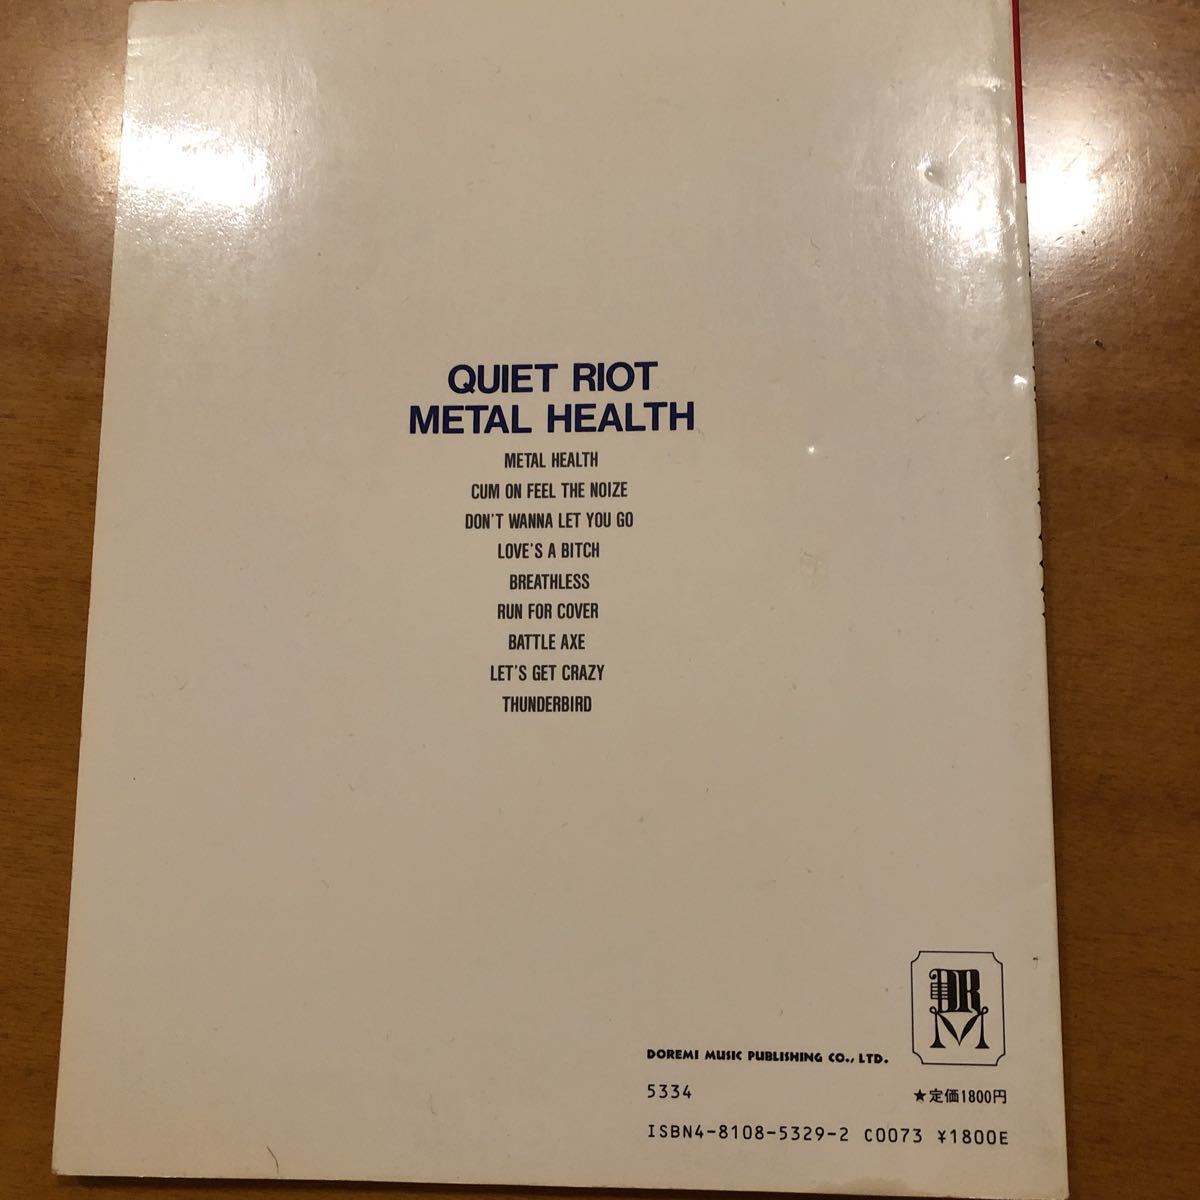 QUIET RIOT
METAL HEALTH
METAL HEALTH
CUM ON FEEL THE NOIZE
DON'T WANNA LET YOU GO
LOVE'S A BITCH
BREATHLESS
RUN FOR COVER
BATTLE AXE
LET'S GET CRAZY
THUNDERBIRD
DRM
DOREMI MUSIC PUBLISHING CO., LTD.
5334 ★定価1800円
ISBN4-8108-5329-2 C0073 ¥1800E